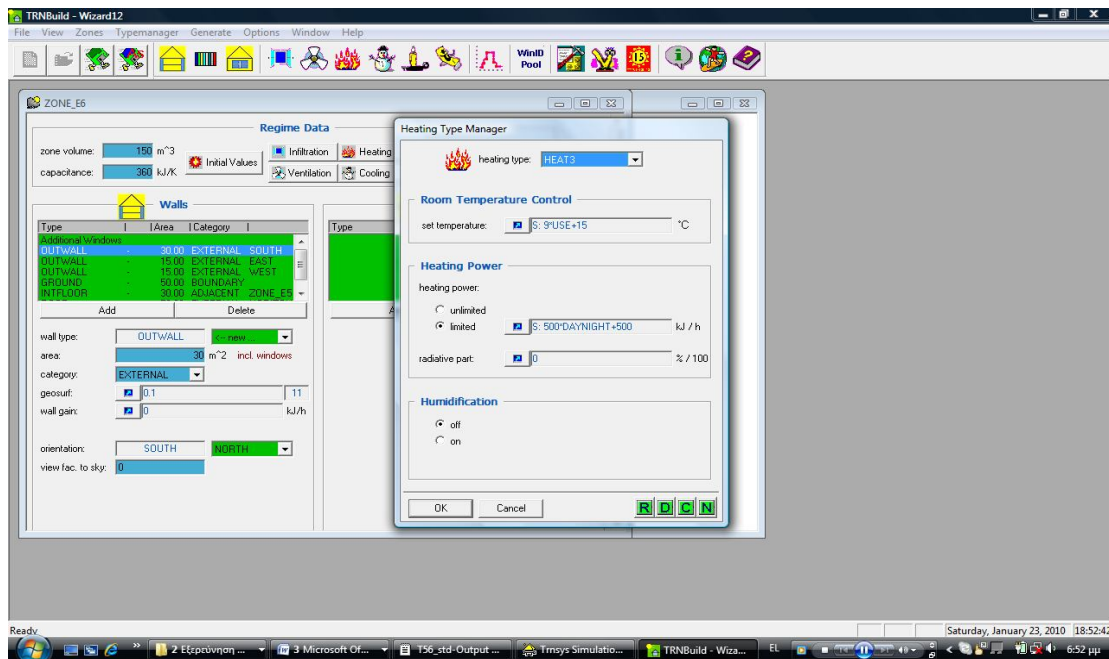 TRNBuild - Wizard12
File View Zones Typemanager Generate Options Window Help
WinID
Pool
15
ZONE_E6
Regime Data
zone volume: 150 m^3
Initial Values
Infiltration
Heating
capacitance: 360 kJ/K
Ventilation
Cooling
Walls
Type Area Category
Additional Windows
OUTWALL - 30.00 EXTERNAL SOUTH
OUTWALL - 15.00 EXTERNAL EAST
OUTWALL - 15.00 EXTERNAL WEST
GROUND - 50.00 BOUNDARY
INTFLOOR - 30.00 ADJACENT ZONE_E5
Add Delete
wall type: OUTWALL <-- new ...
area: 30 m^2 incl. windows
category: EXTERNAL
geosurf: 0.1 11
wall gain: 0 kJ/h
orientation: SOUTH NORTH
view fac. to sky: 0
Type
Heating Type Manager
heating type: HEAT3
Room Temperature Control
set temperature: S: 9*USE+15 °C
Heating Power
heating power:
unlimited
limited S: 500*DAYNIGHT+500 kJ / h
radiative part: 0 % / 100
Humidification
off
on
OK Cancel R D C N
Ready Saturday, January 23, 2010 18:52:42
2 Εξερεύνηση ... 3 Microsoft Of... T56_std-Output ... Trnsys Simulatio... TRNBuild - Wiza... EL 6:52 μμ